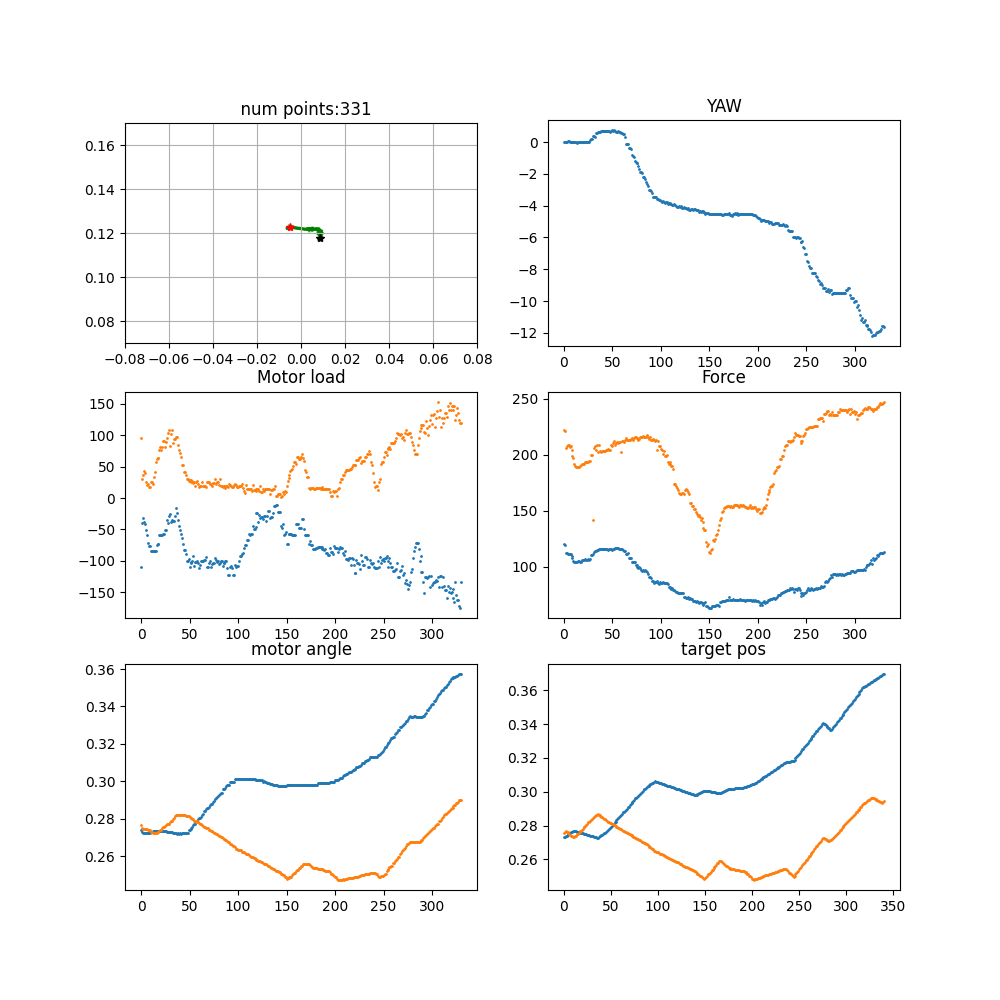 num points:331
0.16
0.14
0.12
0.10
0.08
−0.08 −0.06 −0.04 −0.02 0.00 0.02 0.04 0.06 0.08
YAW
0
−2
−4
−6
−8
−10
−12
0 50 100 150 200 250 300
Motor load
150
100
50
0
−50
−100
−150
0 50 100 150 200 250 300
Force
250
200
150
100
0 50 100 150 200 250 300
motor angle
0.36
0.34
0.32
0.30
0.28
0.26
0 50 100 150 200 250 300
target pos
0.36
0.34
0.32
0.30
0.28
0.26
0 50 100 150 200 250 300 350